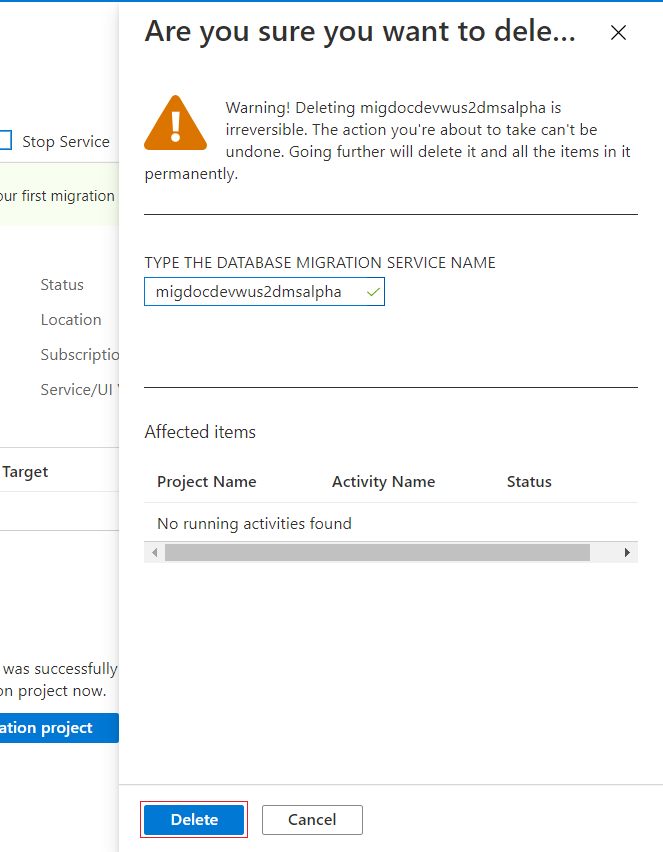 Are you sure you want to dele...
Warning! Deleting migdocdevwus2dmsalpha is
irreversible. The action you're about to take can't be
undone. Going further will delete it and all the items in it
permanently.
Stop Service
our first migration
TYPE THE DATABASE MIGRATION SERVICE NAME
migdocdevwus2dmsalpha
Status
Location
Subscriptio
Service/UI
Affected items
Target
Project Name Activity Name Status
No running activities found
was successfully
on project now.
ation project
Delete Cancel